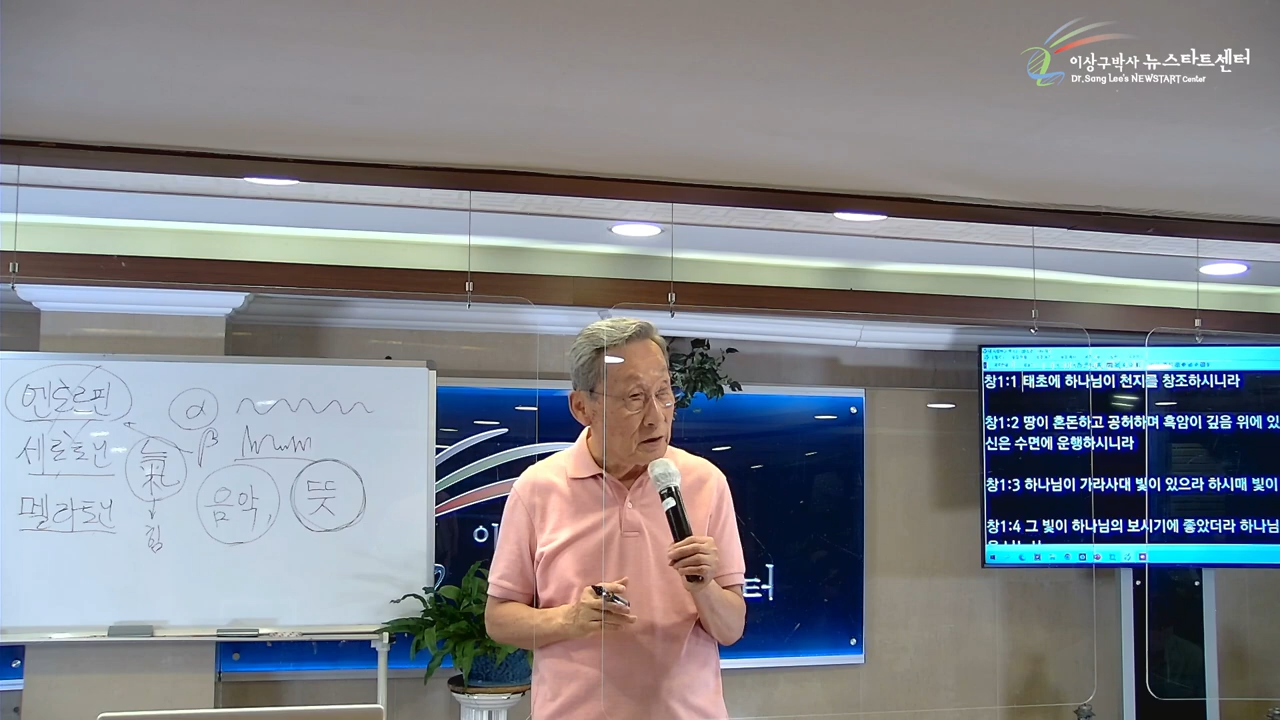 이상구박사 뉴스타트센터
Dr. Sang Lee's NEWSTART Center
엔돌핀
세로토닌
멜라토닌
氣
힘
α
β
음악, 뜻
이
터
창1:1 태초에 하나님이 천지를 창조하시니라
창1:2 땅이 혼돈하고 공허하며 흑암이 깊음 위에 있
신은 수면에 운행하시니라
창1:3 하나님이 가라사대 빛이 있으라 하시매 빛이
창1:4 그 빛이 하나님의 보시기에 좋았더라 하나님